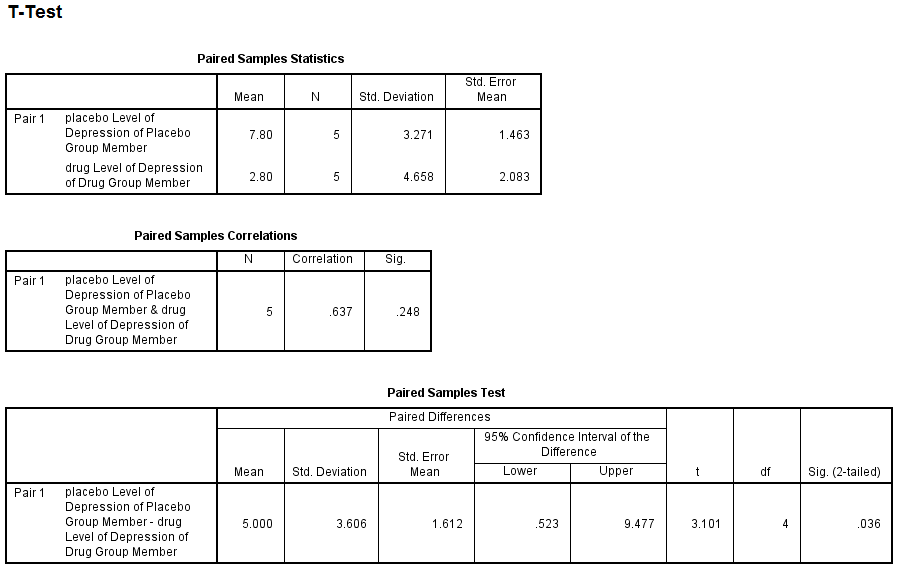 T-Test
Paired Samples Statistics
Mean N Std. Deviation Std. Error Mean
Pair 1 placebo Level of Depression of Placebo Group Member 7.80 5 3.271 1.463
drug Level of Depression of Drug Group Member 2.80 5 4.658 2.083
Paired Samples Correlations
N Correlation Sig.
Pair 1 placebo Level of Depression of Placebo Group Member & drug Level of Depression of Drug Group Member 5 .637 .248
Paired Samples Test
Paired Differences
95% Confidence Interval of the Difference
Mean Std. Deviation Std. Error Mean Lower Upper t df Sig. (2-tailed)
Pair 1 placebo Level of Depression of Placebo Group Member - drug Level of Depression of Drug Group Member 5.000 3.606 1.612 .523 9.477 3.101 4 .036